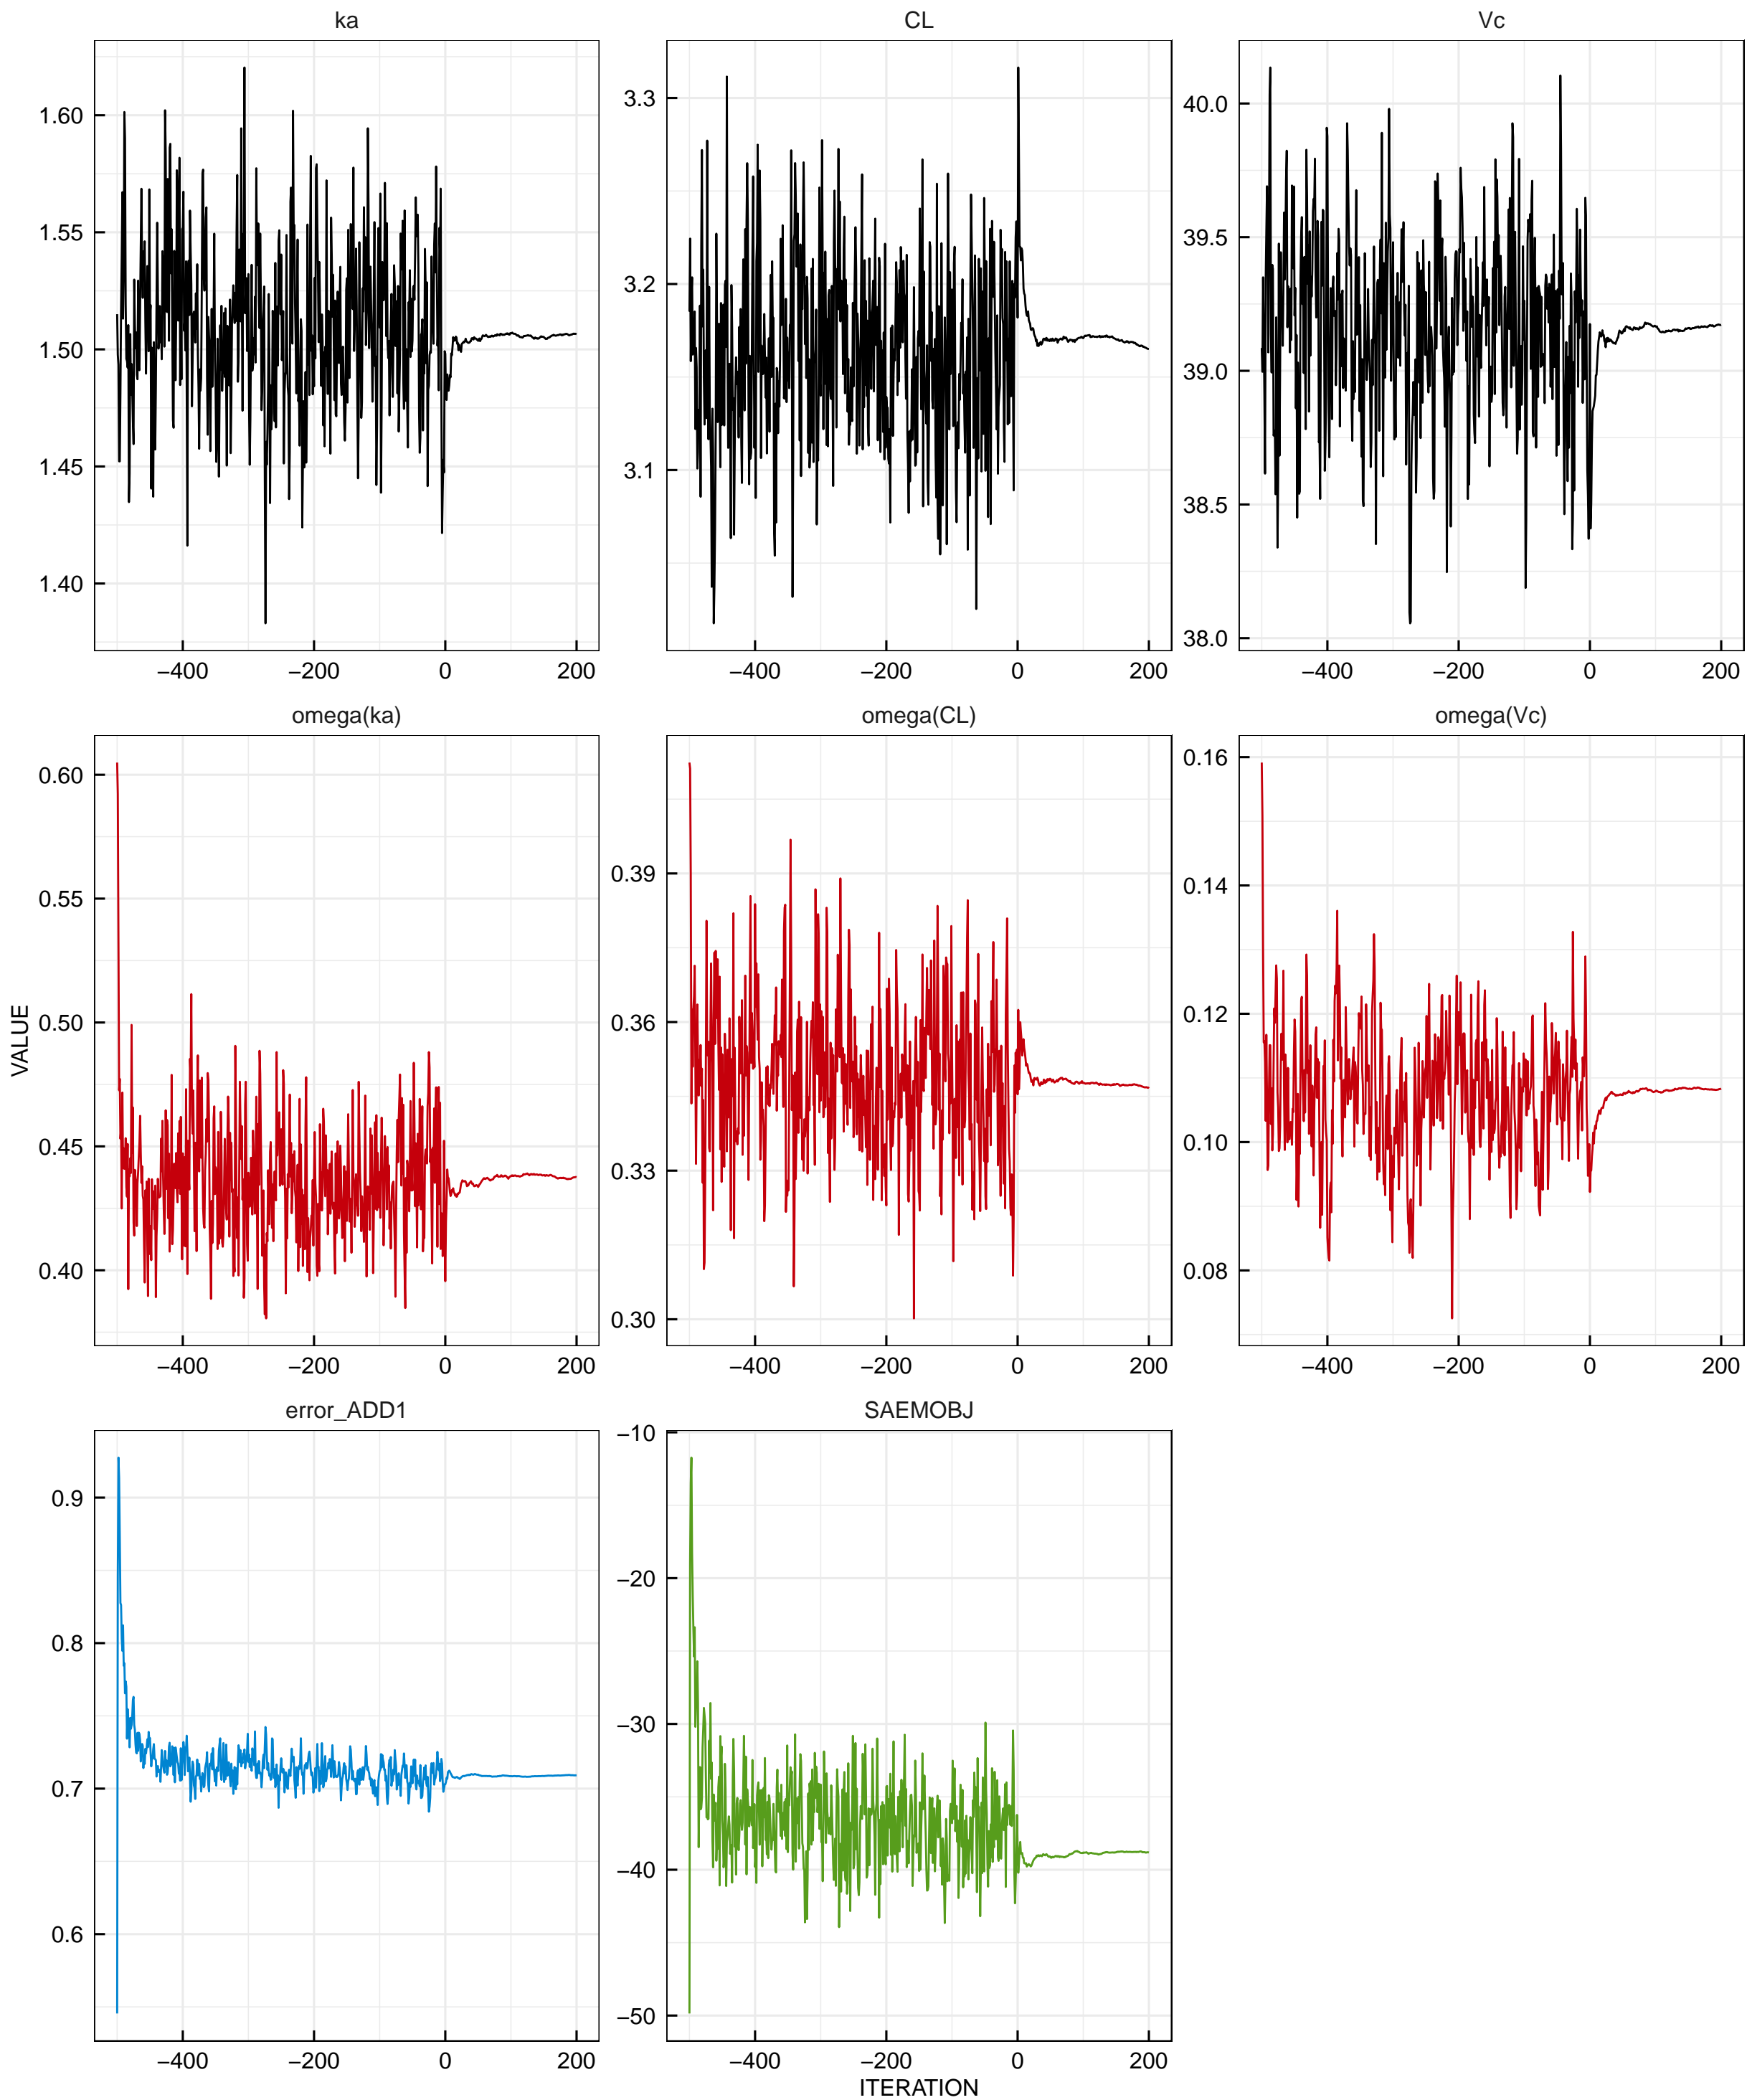 ka CL Vc
1.60 3.3 40.0
1.55 39.5
3.2
1.50 39.0
1.45 3.1 38.5
1.40
38.0
−400 −200 0 200 −400 −200 0 200 −400 −200 0 200
omega(ka) omega(CL) omega(Vc)
0.60 0.16
0.55 0.39 0.14
0.50 0.36 0.12
VALUE
0.45 0.33 0.10
0.40 0.30 0.08
−400 −200 0 200 −400 −200 0 200 −400 −200 0 200
error_ADD1 SAEMOBJ
−10
0.9
−20
0.8
−30
0.7
−40
0.6
−50
−400 −200 0 200 −400 −200 0 200
ITERATION